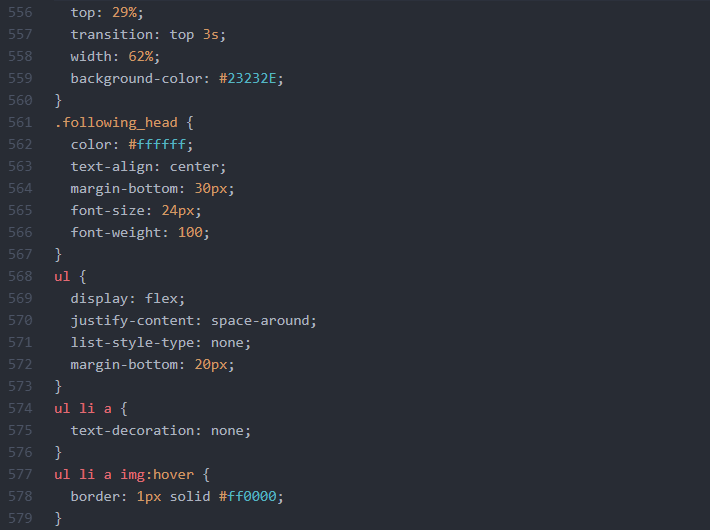 556 top: 29%;
557 transition: top 3s;
558 width: 62%;
559 background-color: #23232E;
560 }
561 .following_head {
562 color: #ffffff;
563 text-align: center;
564 margin-bottom: 30px;
565 font-size: 24px;
566 font-weight: 100;
567 }
568 ul {
569 display: flex;
570 justify-content: space-around;
571 list-style-type: none;
572 margin-bottom: 20px;
573 }
574 ul li a {
575 text-decoration: none;
576 }
577 ul li a img:hover {
578 border: 1px solid #ff0000;
579 }